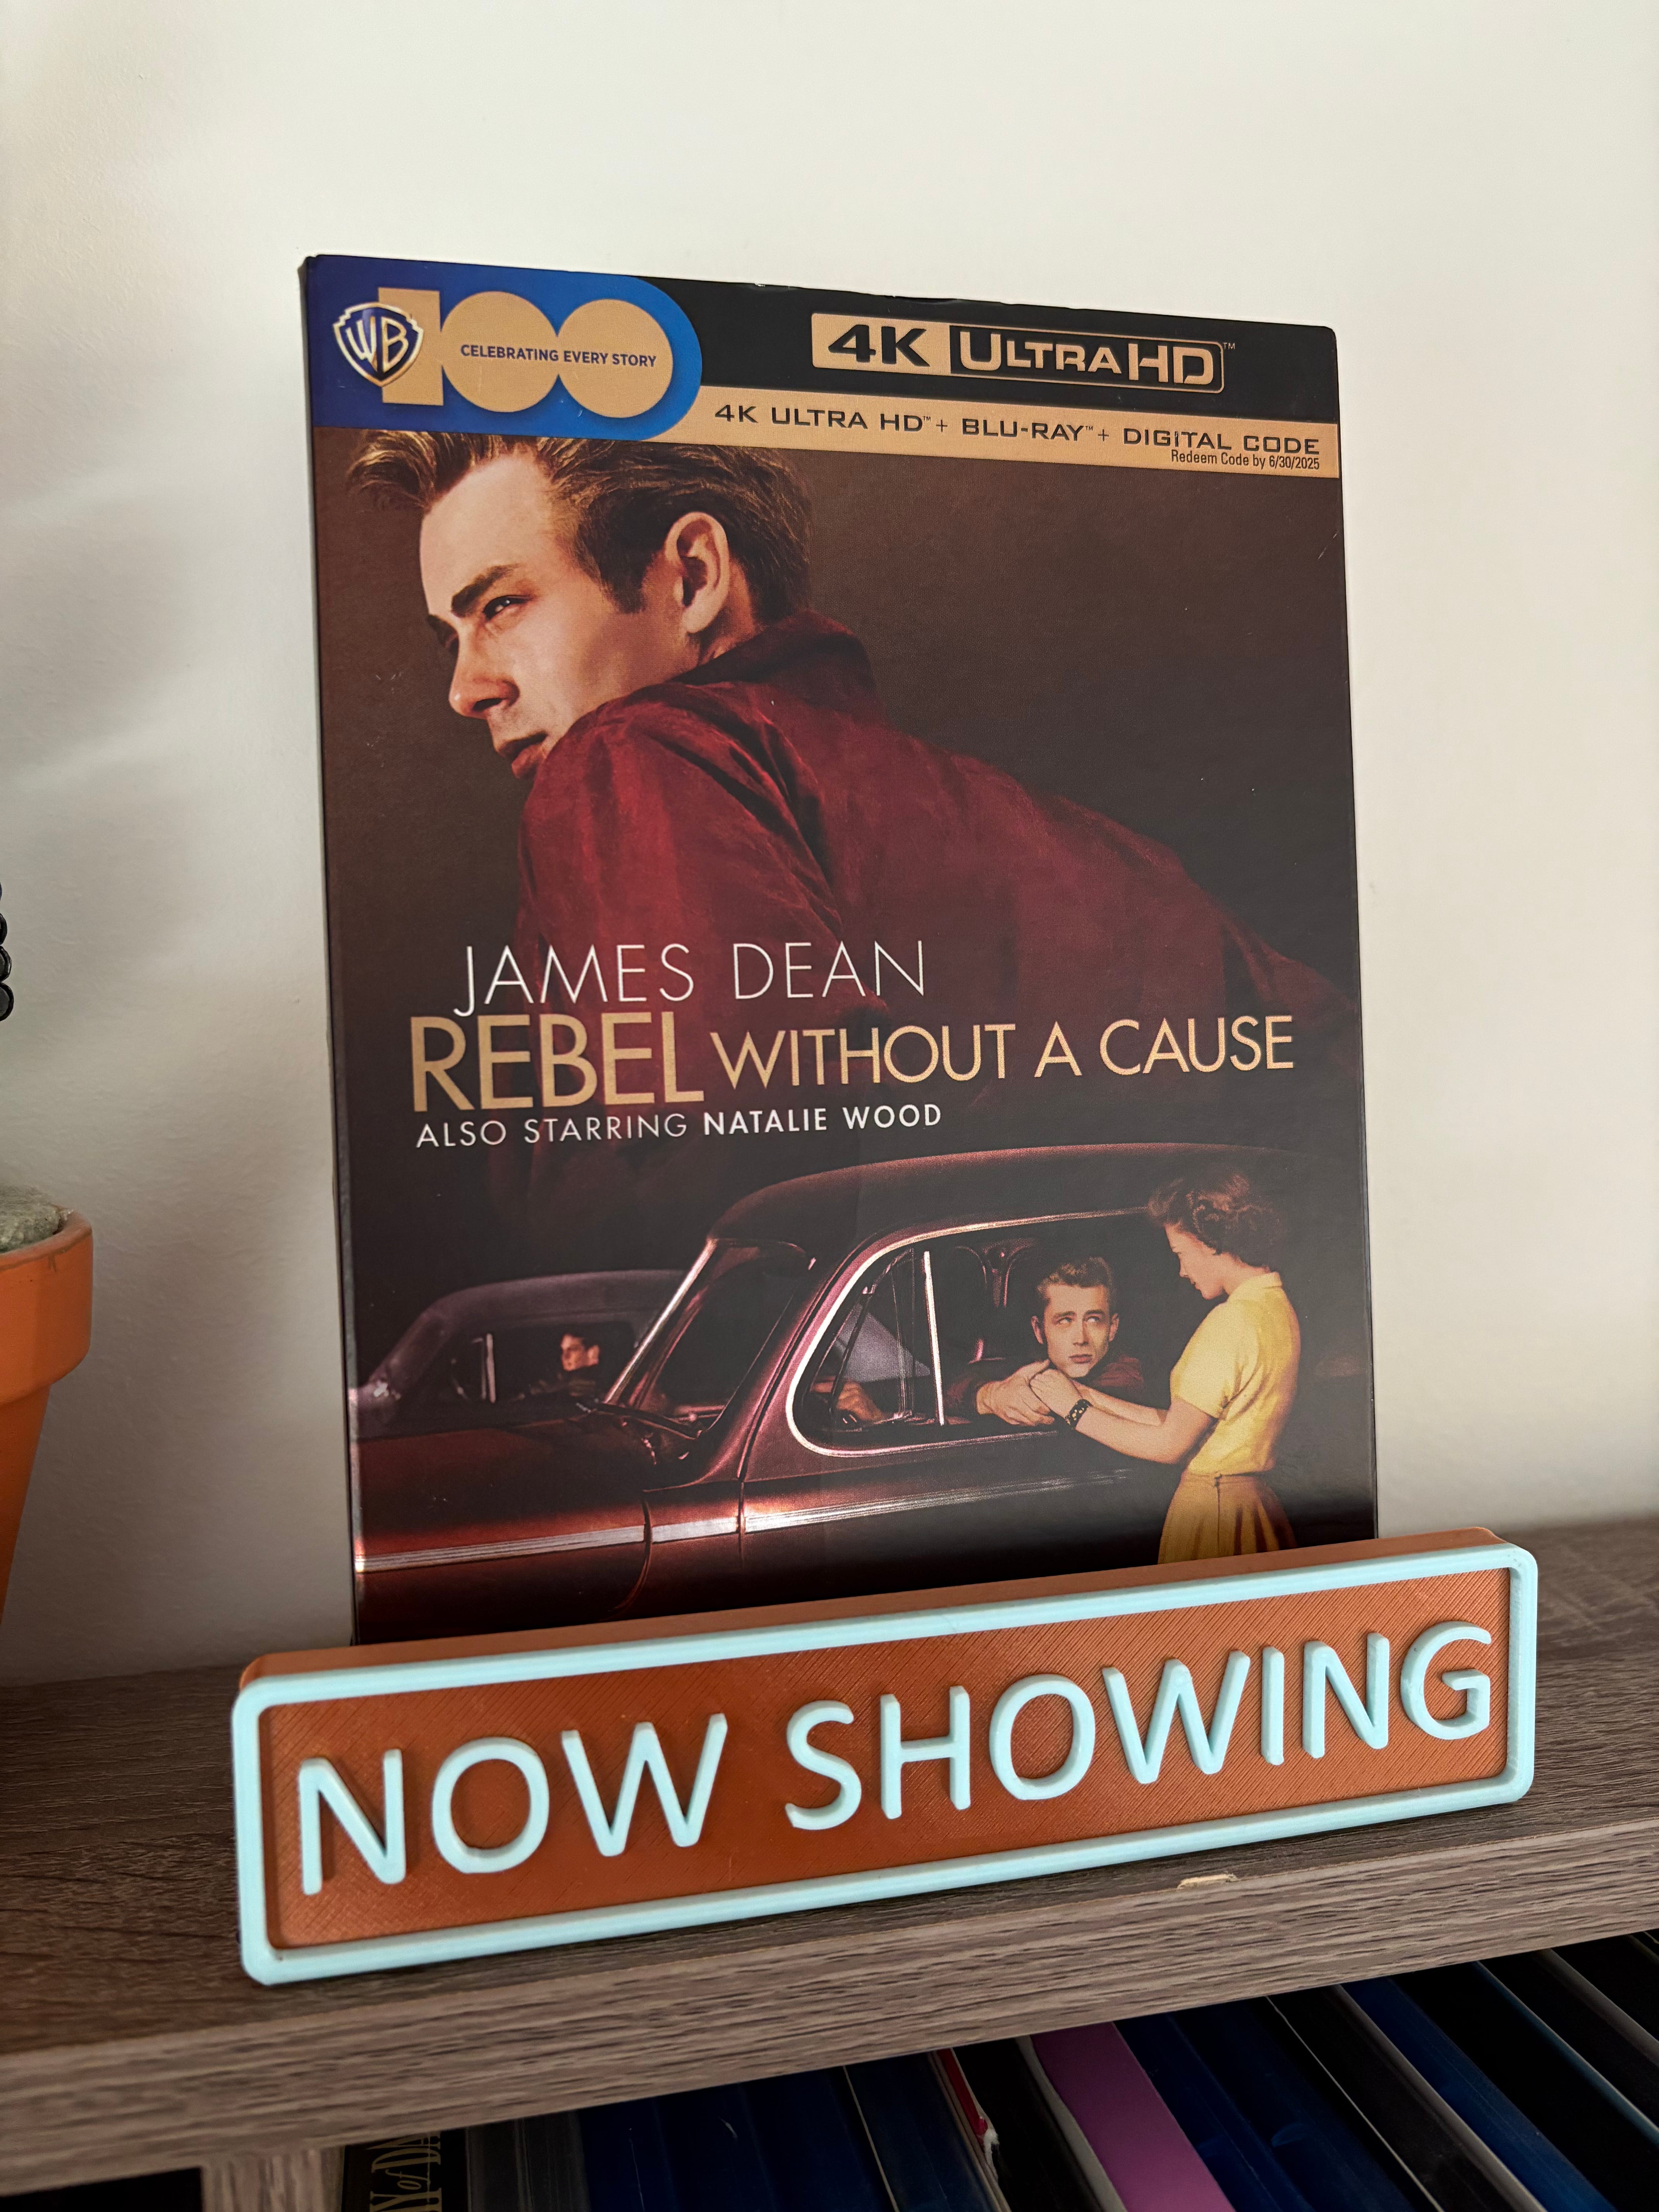 WB 100
CELEBRATING EVERY STORY
4K ULTRA HD™
4K ULTRA HD™ + BLU-RAY™ + DIGITAL CODE
Redeem Code by 6/30/2025
JAMES DEAN
REBEL WITHOUT A CAUSE
ALSO STARRING NATALIE WOOD
NOW SHOWING